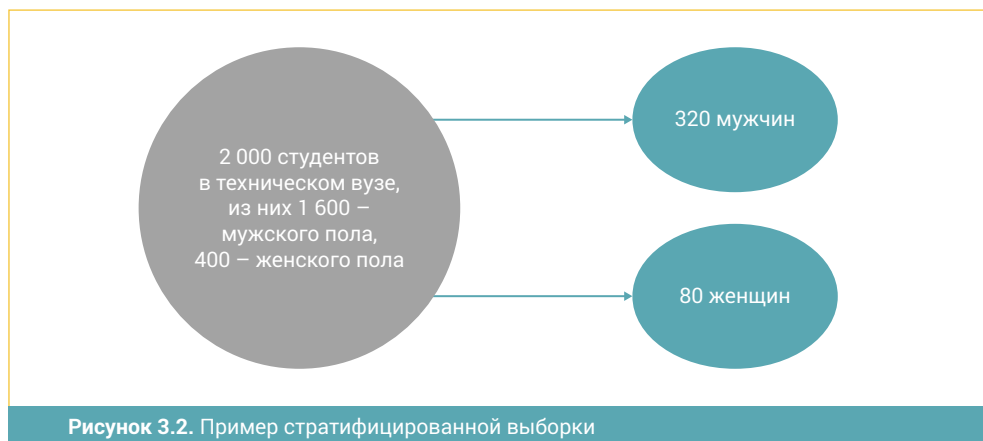 2 000 студентов
в техническом вузе,
из них 1 600 –
мужского пола,
400 – женского пола
320 мужчин
80 женщин
Рисунок 3.2. Пример стратифицированной выборки